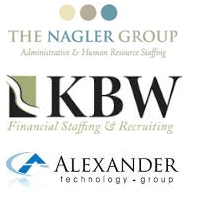 THE NAGLER GROUP
Administrative & Human Resource Staffing
KBW
Financial Staffing & Recruiting
ALEXANDER
technology - group